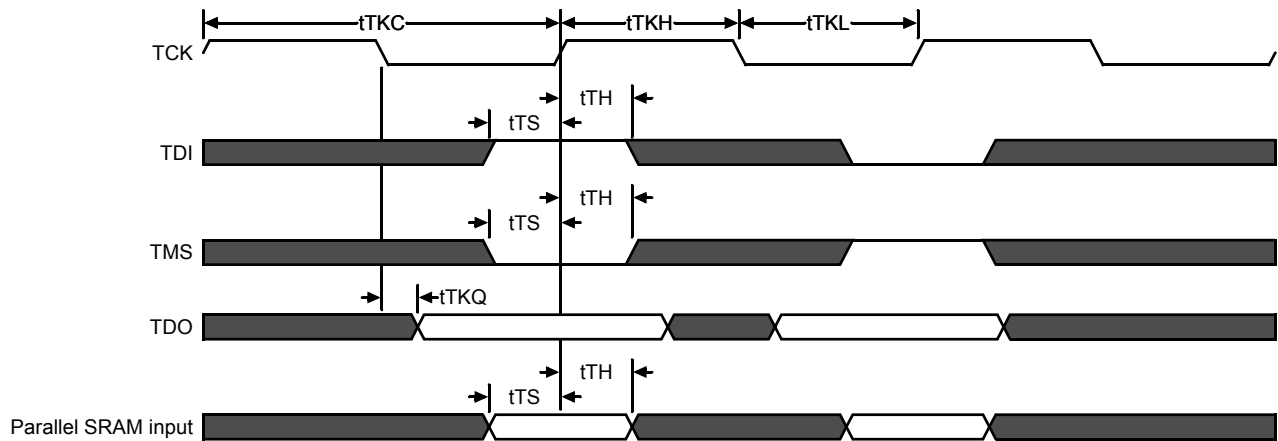 tTKC tTKH tTKL
TCK
tTH
tTS
TDI
tTH
tTS
TMS
tTKQ
TDO
tTH
tTS
Parallel SRAM input